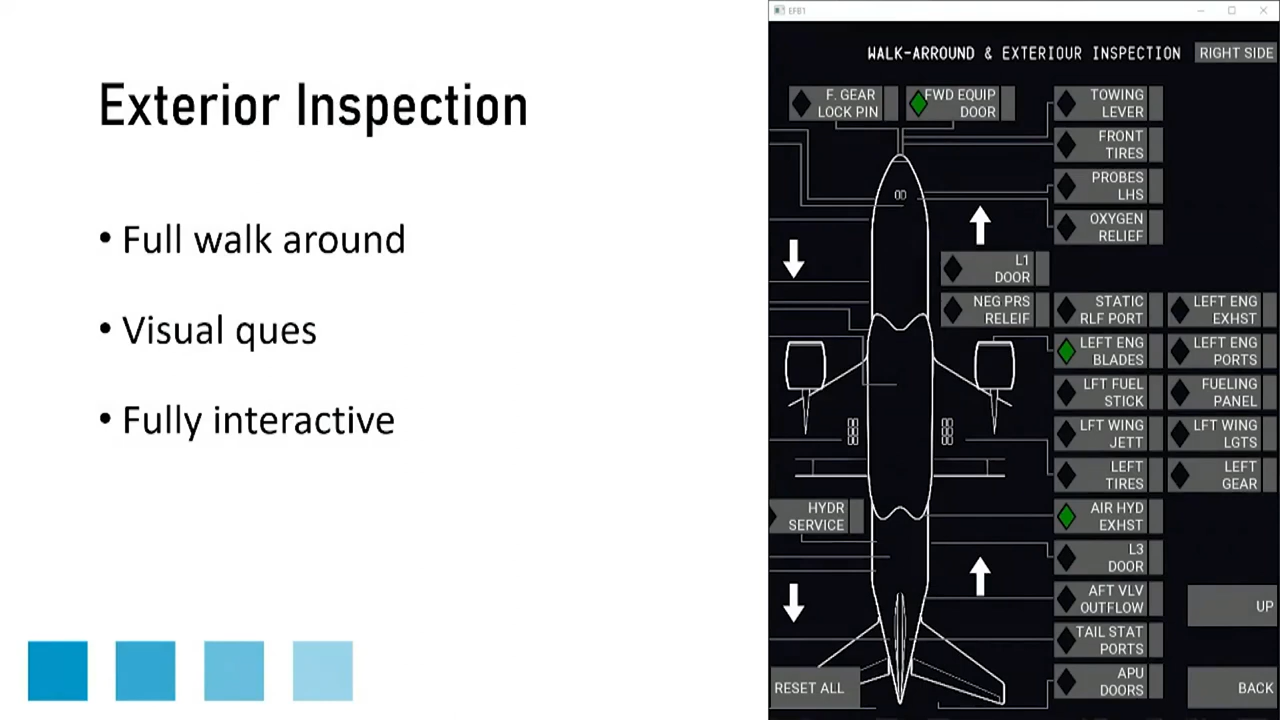 Exterior Inspection
• Full walk around
• Visual ques
• Fully interactive
EFB1
WALK-ARROUND & EXTERIOUR INSPECTION
RIGHT SIDE
F. GEAR
LOCK PIN
FWD EQUIP
DOOR
TOWING
LEVER
FRONT
TIRES
PROBES
LHS
OXYGEN
RELIEF
L1
DOOR
NEG PRS
RELEIF
STATIC
RLF PORT
LEFT ENG
EXHST
LEFT ENG
BLADES
LEFT ENG
PORTS
LFT FUEL
STICK
FUELING
PANEL
LFT WING
JETT
LFT WING
LGTS
LEFT
TIRES
LEFT
GEAR
HYDR
SERVICE
AIR HYD
EXHST
L3
DOOR
AFT VLV
OUTFLOW
UP
TAIL STAT
PORTS
APU
DOORS
RESET ALL
BACK